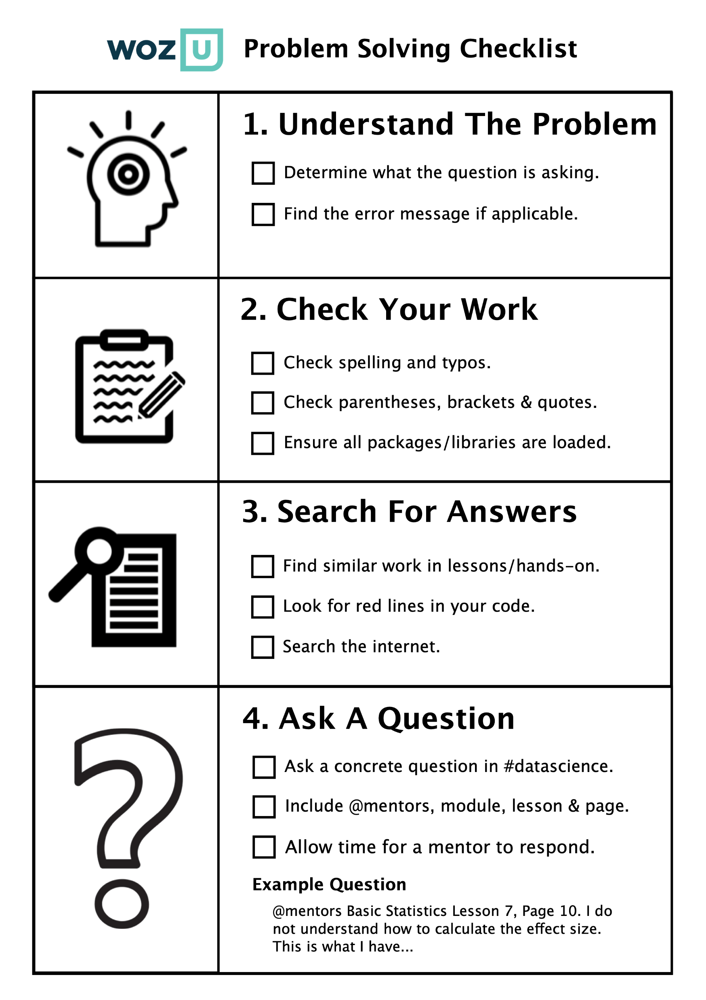 WOZ U Problem Solving Checklist
1. Understand The Problem
Determine what the question is asking.
Find the error message if applicable.
2. Check Your Work
Check spelling and typos.
Check parentheses, brackets & quotes.
Ensure all packages/libraries are loaded.
3. Search For Answers
Find similar work in lessons/hands-on.
Look for red lines in your code.
Search the internet.
4. Ask A Question
Ask a concrete question in #datascience.
Include @mentors, module, lesson & page.
Allow time for a mentor to respond.
Example Question
@mentors Basic Statistics Lesson 7, Page 10. I do
not understand how to calculate the effect size.
This is what I have...